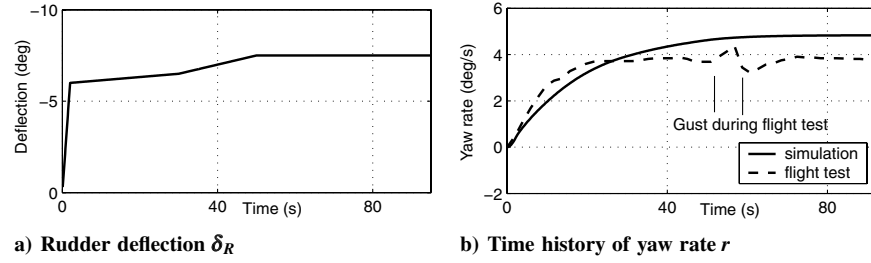 −10
−5
0
Deflection (deg)
0
80
Time (s)
a) Rudder deflection δR
6
4
2
0
−2
Yaw rate (deg/s)
Gust during flight test
simulation
flight test
0
40
80
Time (s)
b) Time history of yaw rate r